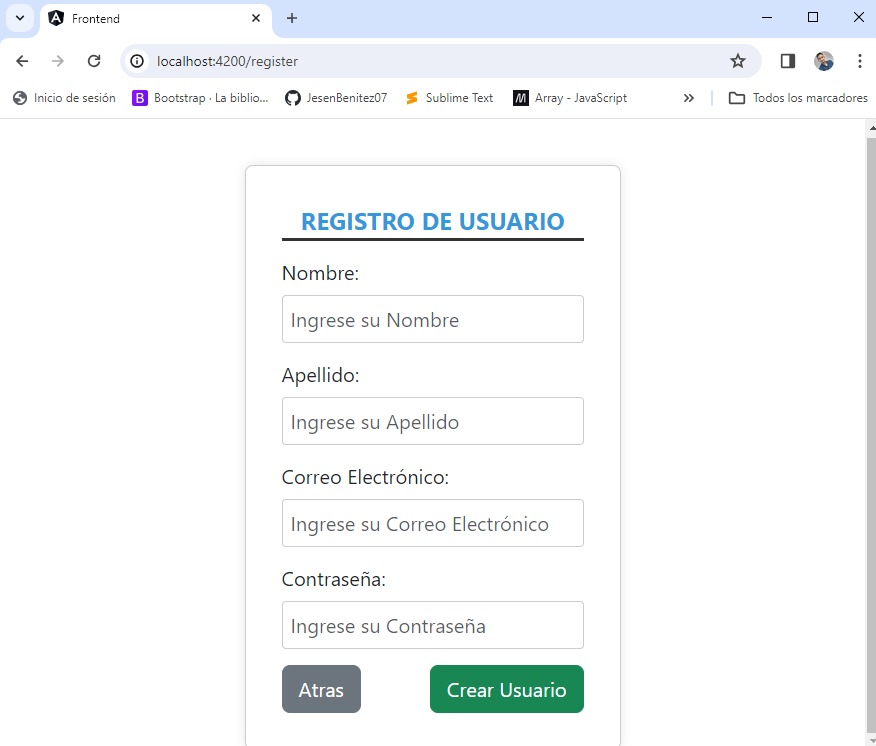 Frontend
localhost:4200/register
Inicio de sesión
B Bootstrap · La biblio...
JesenBenitez07
Sublime Text
M Array - JavaScript
Todos los marcadores
REGISTRO DE USUARIO
Nombre:
Ingrese su Nombre
Apellido:
Ingrese su Apellido
Correo Electrónico:
Ingrese su Correo Electrónico
Contraseña:
Ingrese su Contraseña
Atras
Crear Usuario